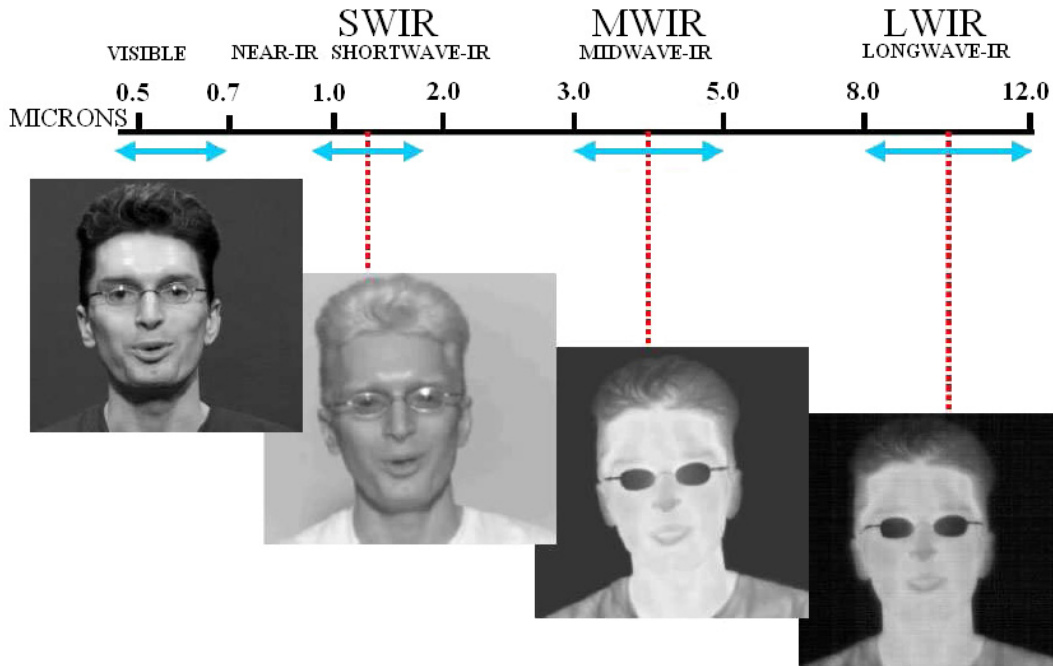 SWIR MWIR LWIR
VISIBLE NEAR-IR SHORTWAVE-IR MIDWAVE-IR LONGWAVE-IR
0.5 0.7 1.0 2.0 3.0 5.0 8.0 12.0
MICRONS